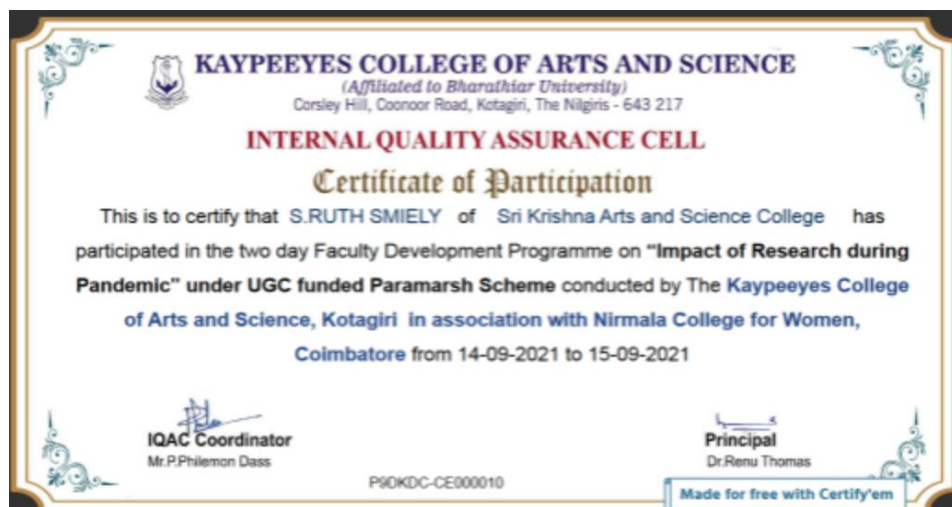 KAYPEEYES COLLEGE OF ARTS AND SCIENCE
(Affiliated to Bharathiar University)
Corsley Hill, Coonoor Road, Kotagiri, The Nilgiris - 643 217
INTERNAL QUALITY ASSURANCE CELL
Certificate of Participation
This is to certify that S.RUTH SMIELY of Sri Krishna Arts and Science College has
participated in the two day Faculty Development Programme on “Impact of Research during
Pandemic” under UGC funded Paramarsh Scheme conducted by The Kaypeeyes College
of Arts and Science, Kotagiri in association with Nirmala College for Women,
Coimbatore from 14-09-2021 to 15-09-2021
IQAC Coordinator
Mr.P.Philemon Dass
Principal
Dr.Renu Thomas
P9DKDC-CE000010
Made for free with Certify'em